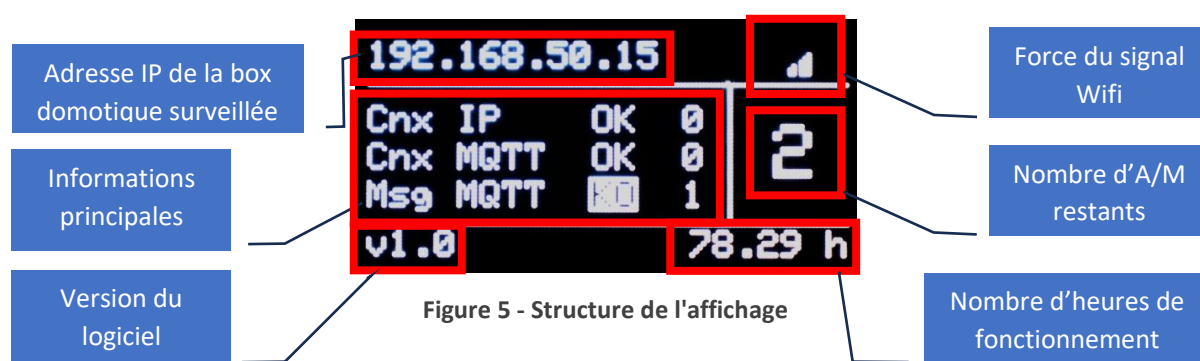 192.168.50.15
Adresse IP de la box
domotique surveillée
Force du signal
Wifi
Cnx IP OK 0
Cnx MQTT OK 0
Msg MQTT KO 1
2
Informations
principales
Nombre d’A/M
restants
v1.0
78.29 h
Version du
logiciel
Figure 5 - Structure de l'affichage
Nombre d’heures de
fonctionnement